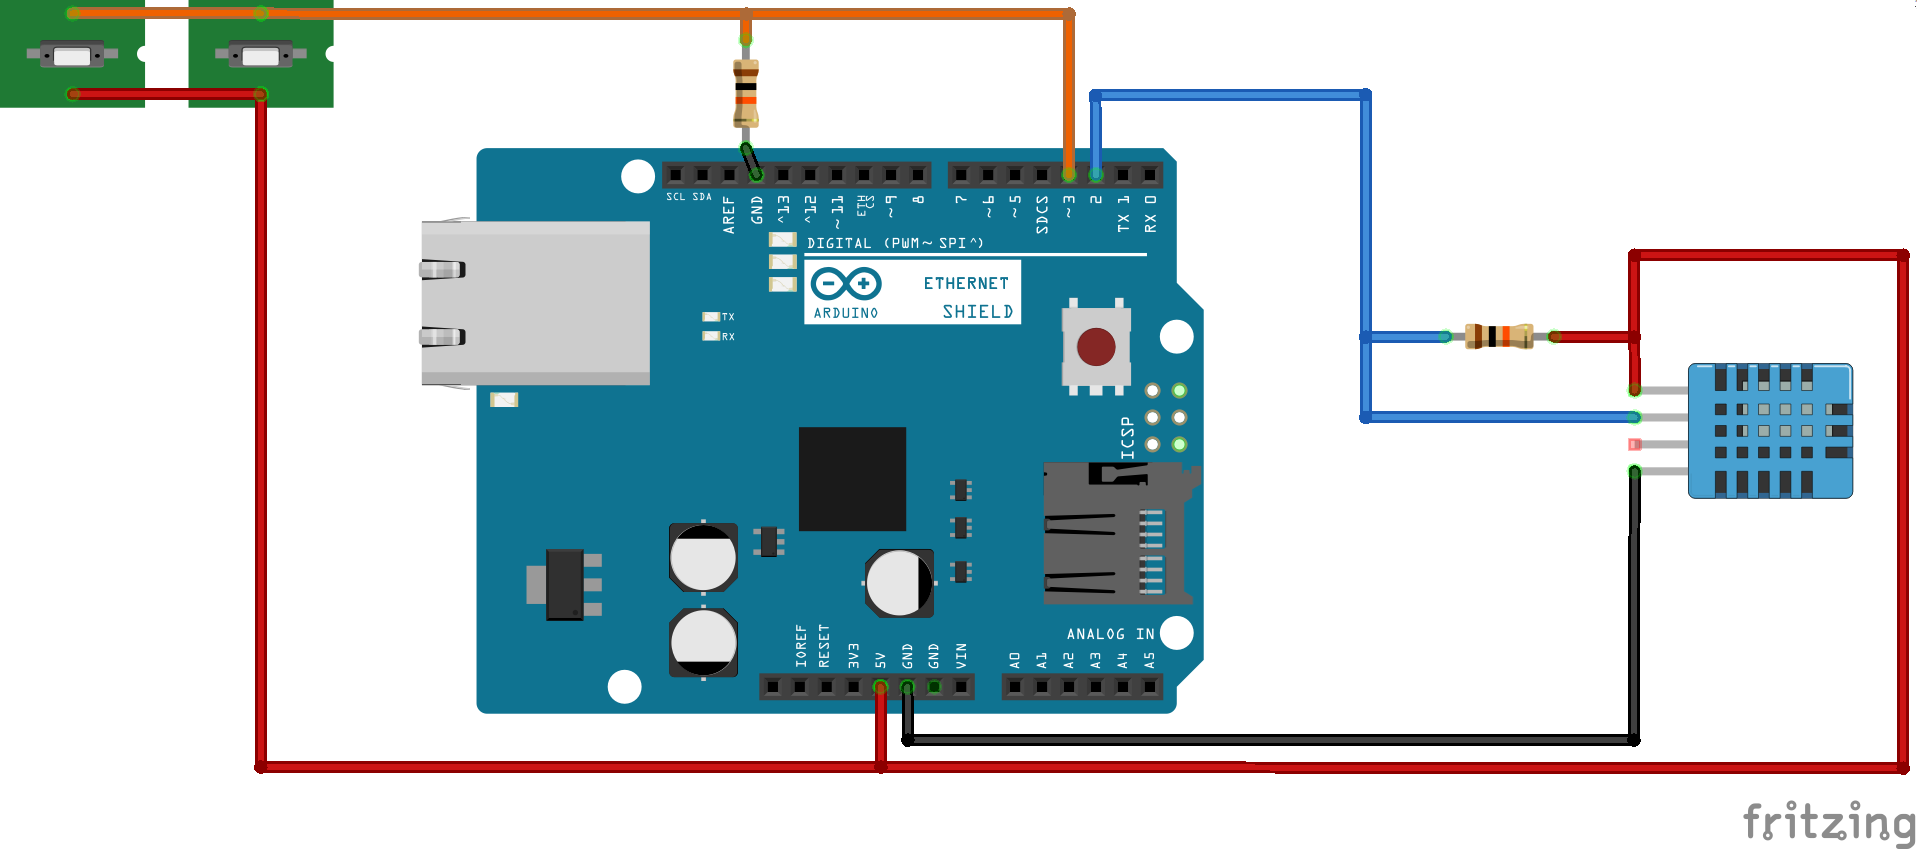 SCL SDA
AREF
GND
^13
^12
~11
ETH
CS
~9
8
7
~6
~5
SDCS
~3
2
TX 1
RX 0
DIGITAL (PWM~ SPI^)
ETHERNET
SHIELD
ARDUINO
TX
RX
ICSP
IOREF
RESET
3V3
5V
GND
GND
VIN
ANALOG IN
A0
A1
A2
A3
A4
A5
fritzing